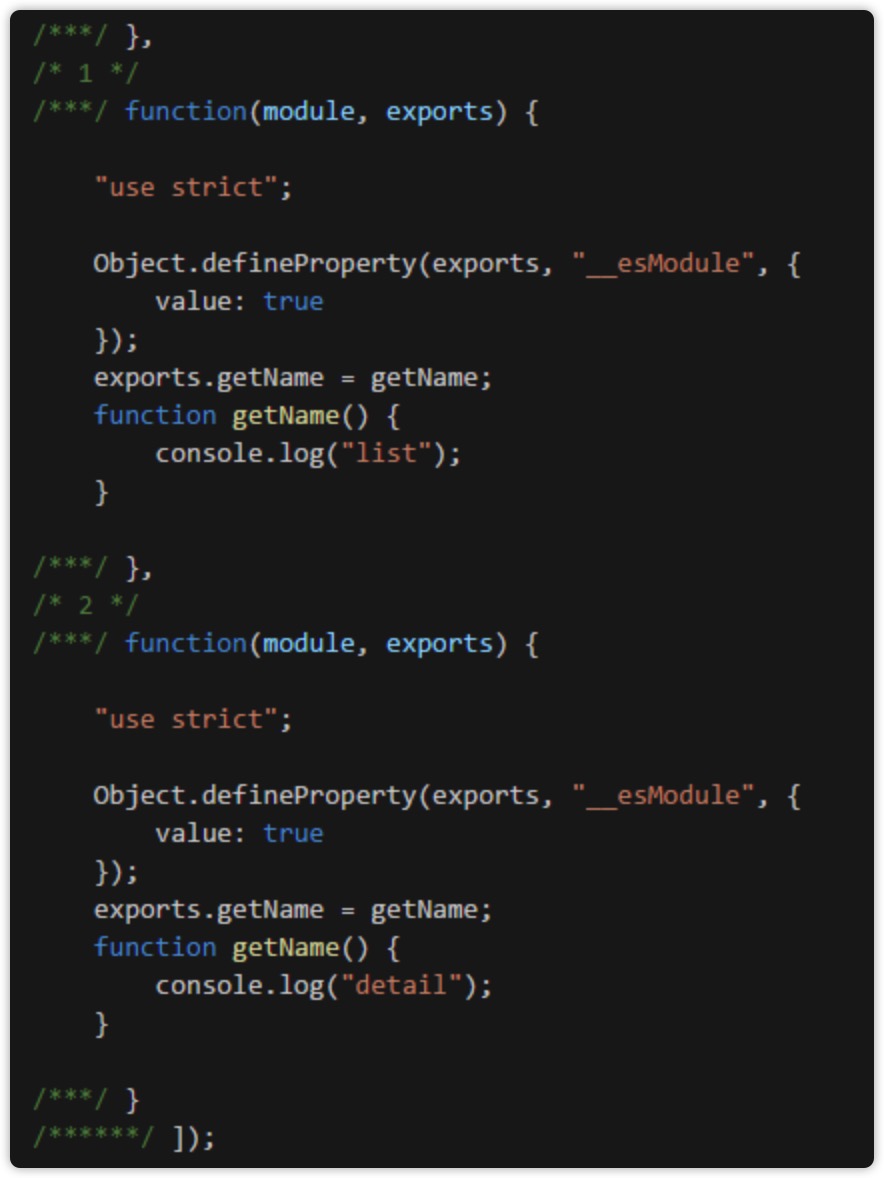 /***/ },
/* 1 */
/***/ function(module, exports) {
"use strict";
Object.defineProperty(exports, "__esModule", {
value: true
});
exports.getName = getName;
function getName() {
console.log("list");
}
/***/ },
/* 2 */
/***/ function(module, exports) {
"use strict";
Object.defineProperty(exports, "__esModule", {
value: true
});
exports.getName = getName;
function getName() {
console.log("detail");
}
/***/ }
/******/ ]);